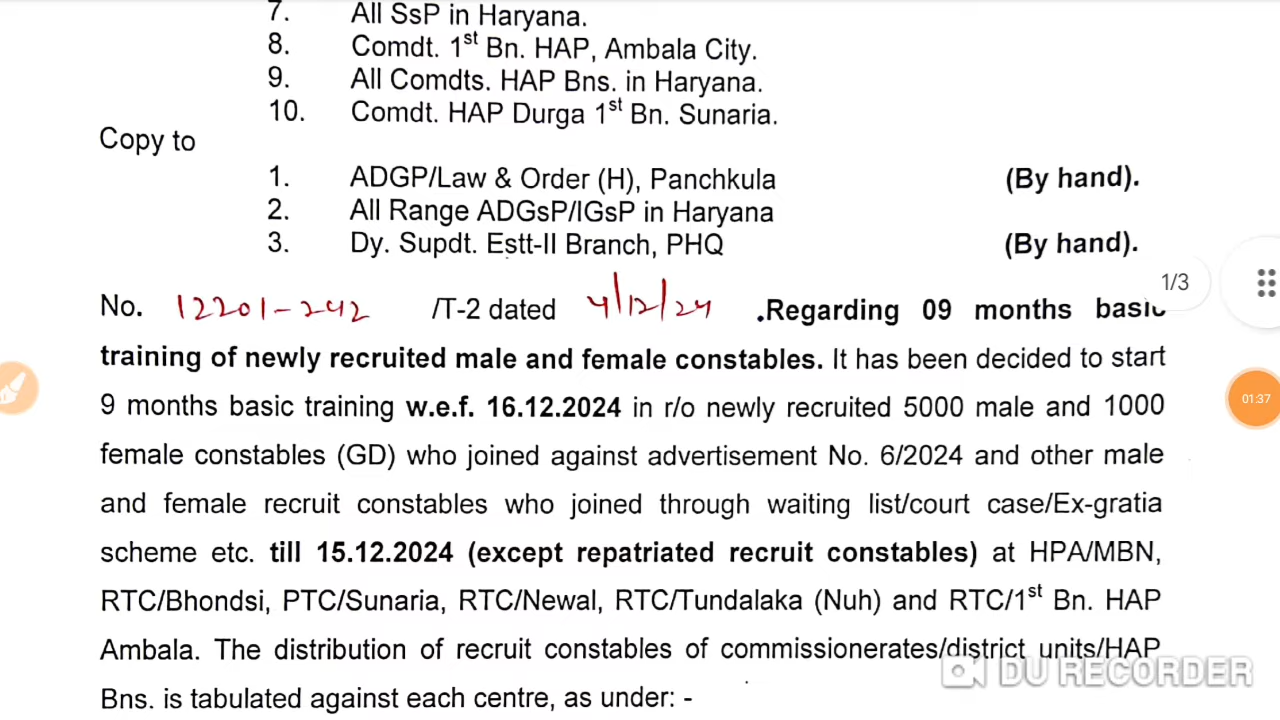 7. All SsP in Haryana.
8. Comdt. 1st Bn. HAP, Ambala City.
9. All Comdts. HAP Bns. in Haryana.
10. Comdt. HAP Durga 1st Bn. Sunaria.
Copy to
1. ADGP/Law & Order (H), Panchkula (By hand).
2. All Range ADGsP/IGsP in Haryana
3. Dy. Supdt. Estt-II Branch, PHQ (By hand).
1/3
No. 12201-242 /T-2 dated 4/12/24 .Regarding 09 months basic
training of newly recruited male and female constables. It has been decided to start
01:37
9 months basic training w.e.f. 16.12.2024 in r/o newly recruited 5000 male and 1000
female constables (GD) who joined against advertisement No. 6/2024 and other male
and female recruit constables who joined through waiting list/court case/Ex-gratia
scheme etc. till 15.12.2024 (except repatriated recruit constables) at HPA/MBN,
RTC/Bhondsi, PTC/Sunaria, RTC/Newal, RTC/Tundalaka (Nuh) and RTC/1st Bn. HAP
Ambala. The distribution of recruit constables of commissionerates/district units/HAP
DU RECORDER
Bns. is tabulated against each centre, as under: -